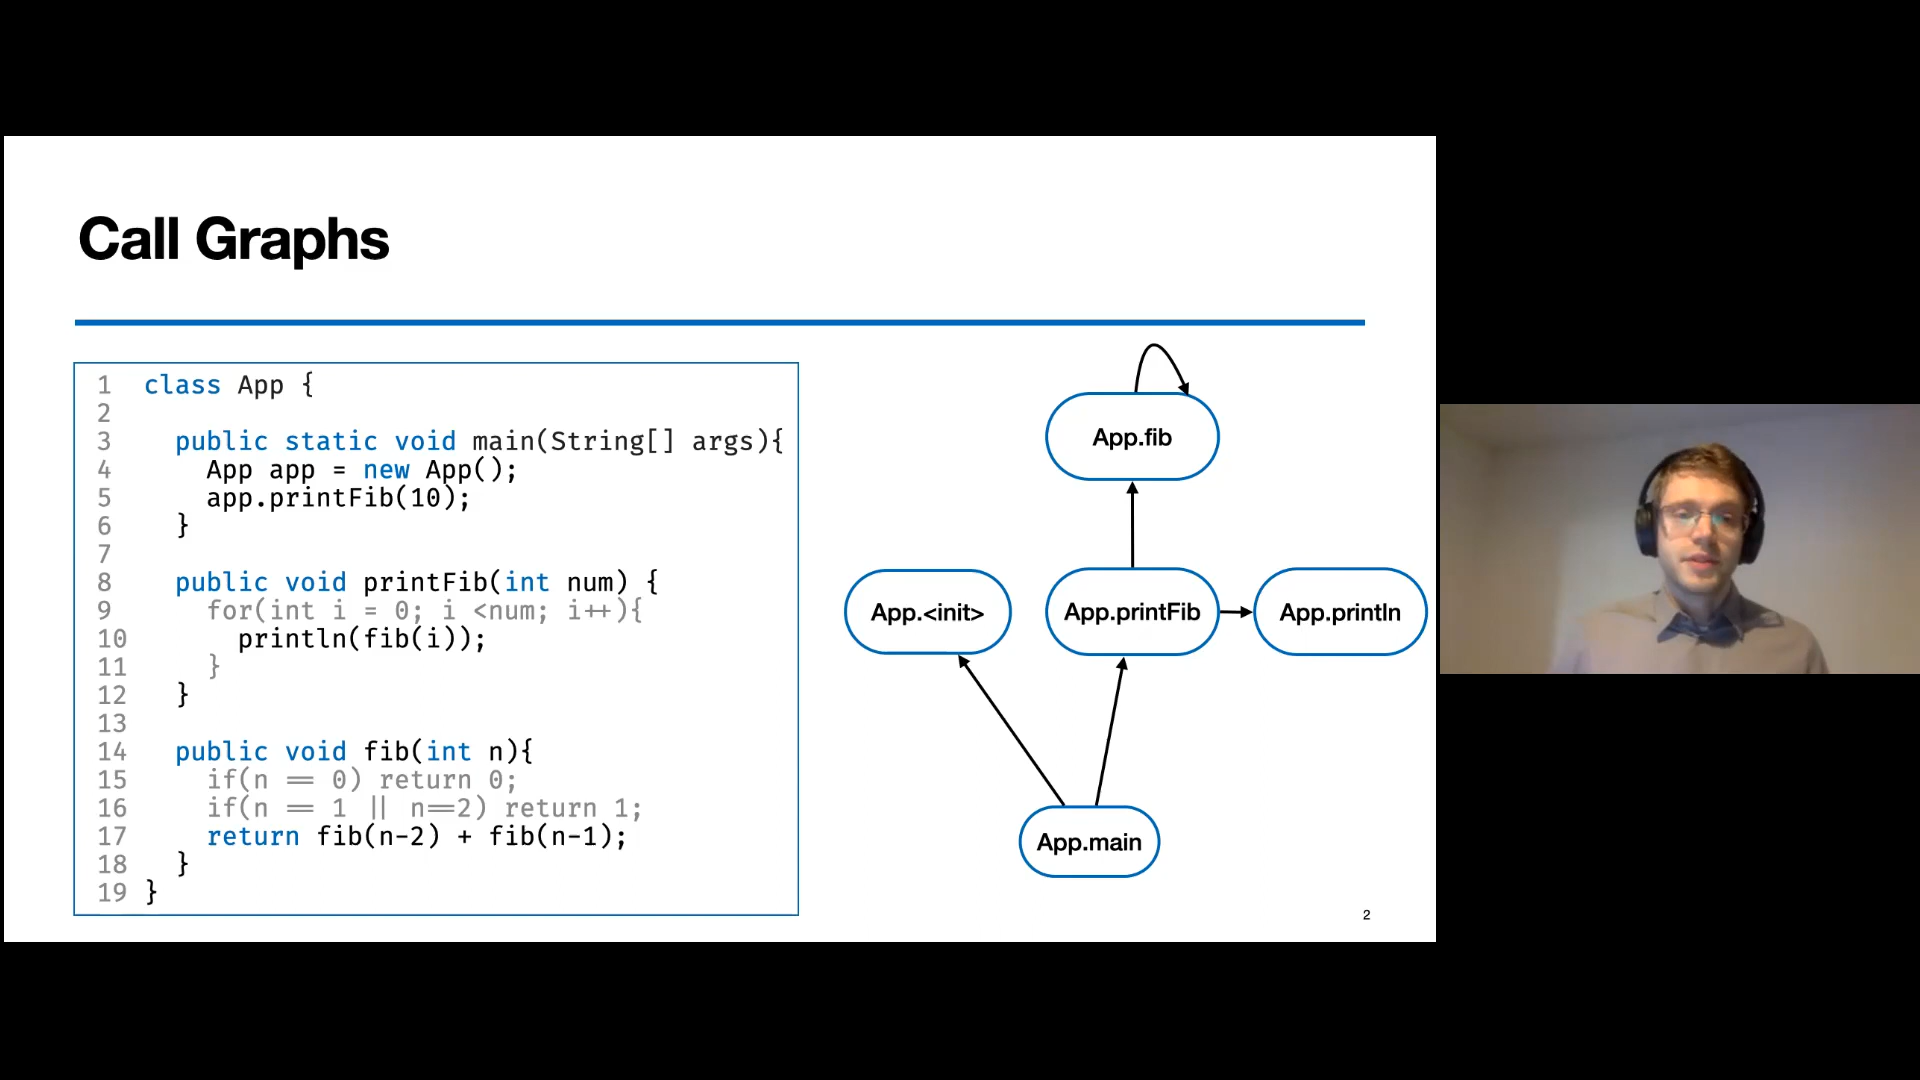 Call Graphs
1 class App {
2
3 public static void main(String[] args){
4 App app = new App();
5 app.printFib(10);
6 }
7
8 public void printFib(int num) {
9 for(int i = 0; i <num; i++){
10 println(fib(i));
11 }
12 }
13
14 public void fib(int n){
15 if(n == 0) return 0;
16 if(n == 1 || n==2) return 1;
17 return fib(n-2) + fib(n-1);
18 }
19 }
App.fib
App.<init>
App.printFib
App.println
App.main
2